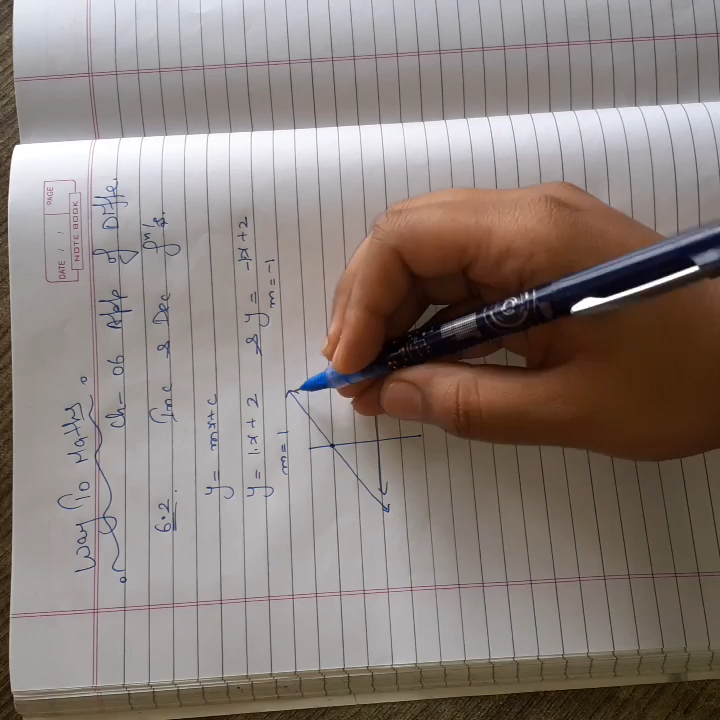 PAGE
DATE / /
NOTE BOOK
Way To Maths
Ch-06 App of Diffe.
6.2. Inc & Dec fn's.
y = mx+c
y = 1.x + 2 & y = -1x+2
m=1 m=-1